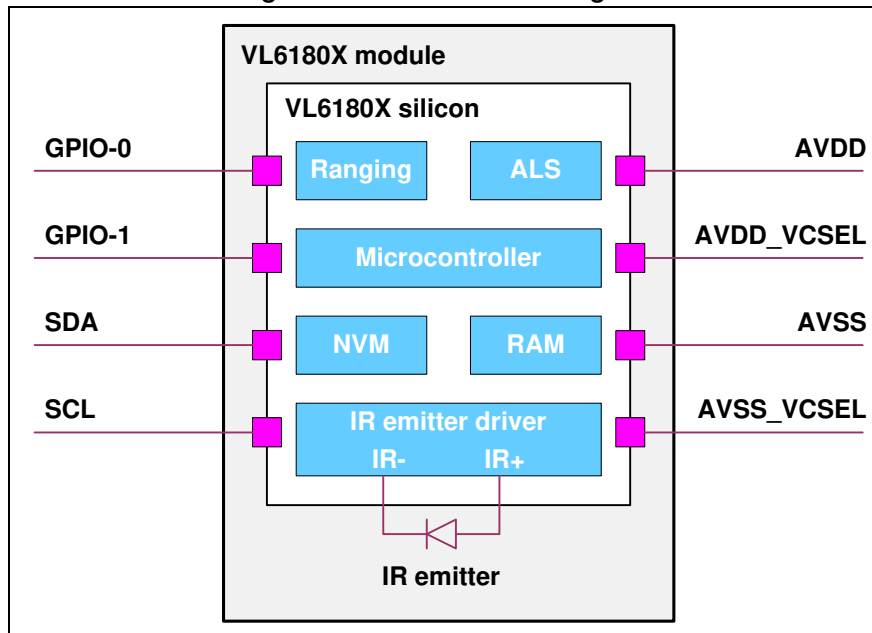 VL6180X module
VL6180X silicon
GPIO-0
Ranging
ALS
AVDD
GPIO-1
Microcontroller
AVDD_VCSEL
SDA
NVM
RAM
AVSS
SCL
IR emitter driver
AVSS_VCSEL
IR-
IR+
IR emitter